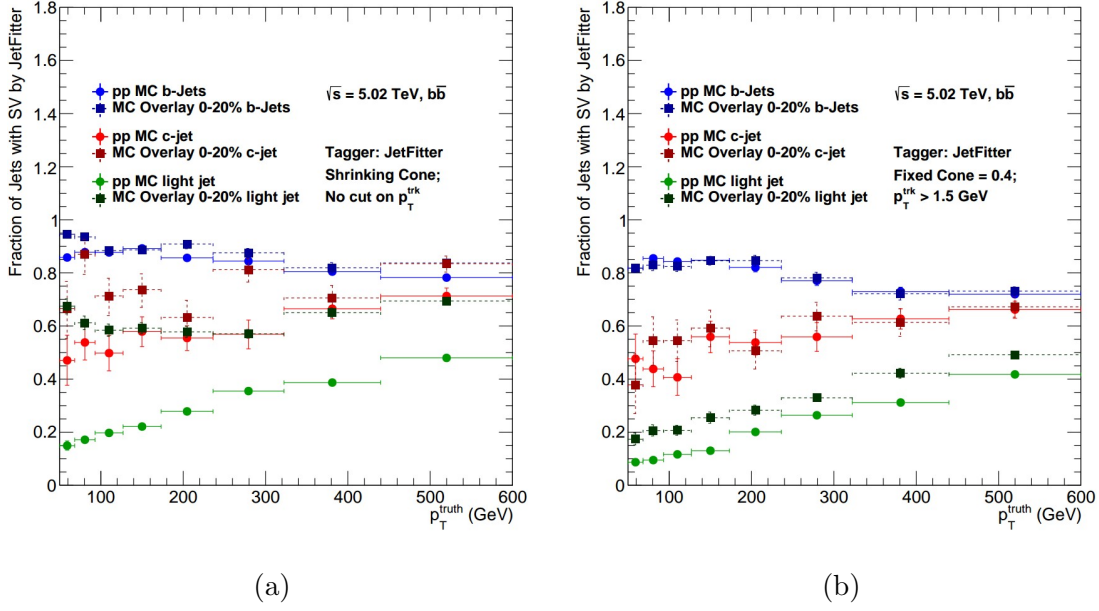 Fraction of Jets with SV by JetFitter
1.8
1.6
1.4
1.2
1
0.8
0.6
0.4
0.2
0
pp MC b-Jets
MC Overlay 0-20% b-Jets
pp MC c-jet
MC Overlay 0-20% c-jet
pp MC light jet
MC Overlay 0-20% light jet
√s = 5.02 TeV, bb̅
Tagger: JetFitter
Shrinking Cone;
No cut on p_T^trk
100 200 300 400 500 600
p_T^truth (GeV)
(a)
Fraction of Jets with SV by JetFitter
1.8
1.6
1.4
1.2
1
0.8
0.6
0.4
0.2
0
pp MC b-Jets
MC Overlay 0-20% b-Jets
pp MC c-jet
MC Overlay 0-20% c-jet
pp MC light jet
MC Overlay 0-20% light jet
√s = 5.02 TeV, bb̅
Tagger: JetFitter
Fixed Cone = 0.4;
p_T^trk > 1.5 GeV
100 200 300 400 500 600
p_T^truth (GeV)
(b)